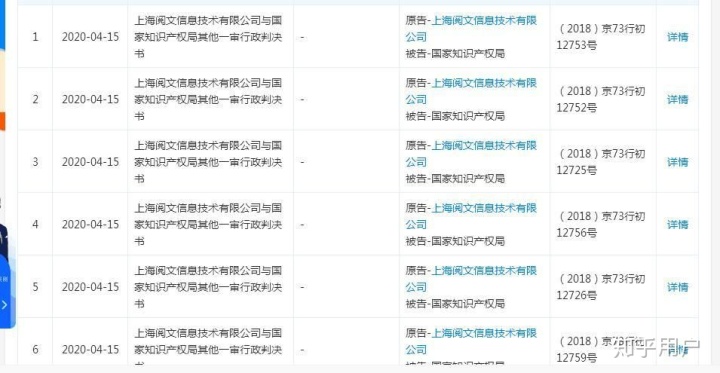 1
2020-04-15
上海阅文信息技术有限公司与国
家知识产权局其他一审行政判决
书
-
原告-上海阅文信息技术有限
公司
被告-国家知识产权局
（2018）京73行初
12753号
详情
2
2020-04-15
上海阅文信息技术有限公司与国
家知识产权局其他一审行政判决
书
-
原告-上海阅文信息技术有限
公司
被告-国家知识产权局
（2018）京73行初
12752号
详情
3
2020-04-15
上海阅文信息技术有限公司与国
家知识产权局其他一审行政判决
书
-
原告-上海阅文信息技术有限
公司
被告-国家知识产权局
（2018）京73行初
12725号
详情
4
2020-04-15
上海阅文信息技术有限公司与国
家知识产权局其他一审行政判决
书
-
原告-上海阅文信息技术有限
公司
被告-国家知识产权局
（2018）京73行初
12756号
详情
5
2020-04-15
上海阅文信息技术有限公司与国
家知识产权局其他一审行政判决
书
-
原告-上海阅文信息技术有限
公司
被告-国家知识产权局
（2018）京73行初
12726号
详情
6
2020-04-15
上海阅文信息技术有限公司与国
家知识产权局其他一审行政判决
书
-
原告-上海阅文信息技术有限
公司
被告-国家知识产权局
（2018）京73行初
12759号
详情
知乎用户